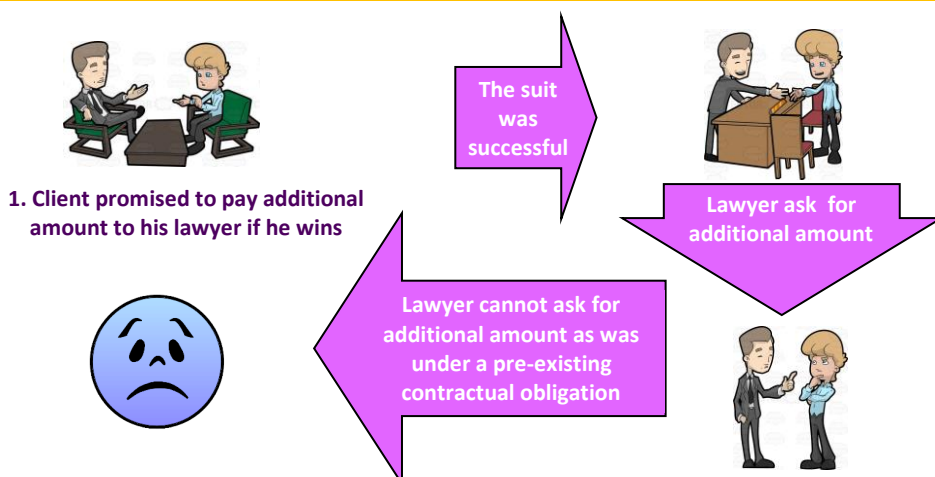 1. Client promised to pay additional
amount to his lawyer if he wins
The suit
was
successful
Lawyer ask for
additional amount
Lawyer cannot ask for
additional amount as was
under a pre-existing
contractual obligation